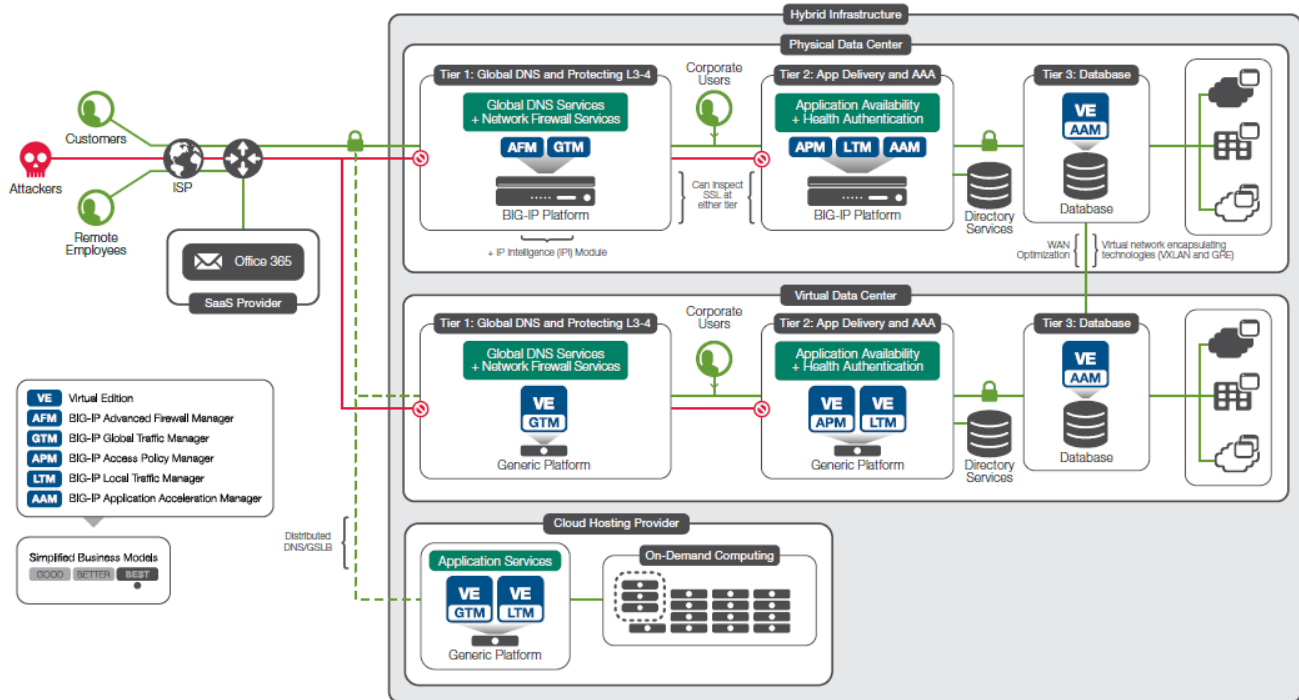 Hybrid Infrastructure
Physical Data Center
Tier 1: Global DNS and Protecting L3-4
Global DNS Services
+ Network Firewall Services
AFM
GTM
BIG-IP Platform
+ IP Intelligence (IPI) Module
Corporate
Users
Can Inspect
SSL at
either tier
Tier 2: App Delivery and AAA
Application Availability
+ Health Authentication
APM
LTM
AAM
BIG-IP Platform
Directory
Services
Tier 3: Database
VE
AAM
Database
WAN
Optimization
Virtual network encapsulating
technologies (VXLAN and GRE)
Customers
Attackers
ISP
Remote
Employees
Office 365
SaaS Provider
Virtual Data Center
Tier 1: Global DNS and Protecting L3-4
Global DNS Services
+ Network Firewall Services
VE
GTM
Generic Platform
Corporate
Users
Tier 2: App Delivery and AAA
Application Availability
+ Health Authentication
VE
APM
VE
LTM
Generic Platform
Directory
Services
Tier 3: Database
VE
AAM
Database
VE Virtual Edition
AFM BIG-IP Advanced Firewall Manager
GTM BIG-IP Global Traffic Manager
APM BIG-IP Access Policy Manager
LTM BIG-IP Local Traffic Manager
AAM BIG-IP Application Acceleration Manager
Simplified Business Models
GOOD BETTER BEST
Distributed
DNS/GSLB
Cloud Hosting Provider
Application Services
VE
GTM
VE
LTM
Generic Platform
On-Demand Computing